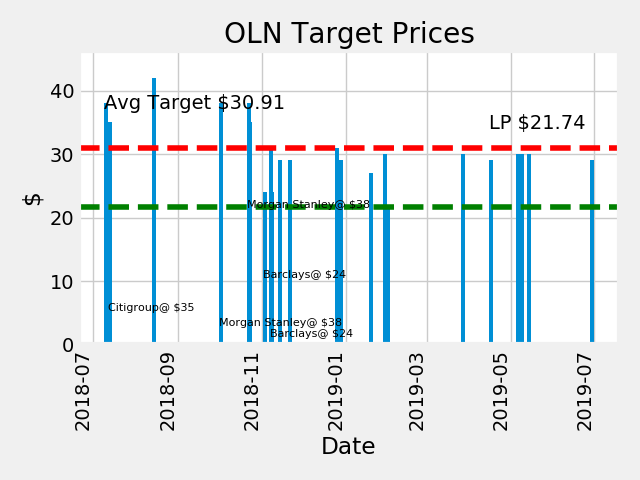 OLN Target Prices
Avg Target $30.91
LP $21.74
Morgan Stanley@ $38
Barclays@ $24
Citigroup@ $35
Morgan Stanley@ $38
Barclays@ $24
$
40
30
20
10
0
2018-07
2018-09
2018-11
2019-01
2019-03
2019-05
2019-07
Date